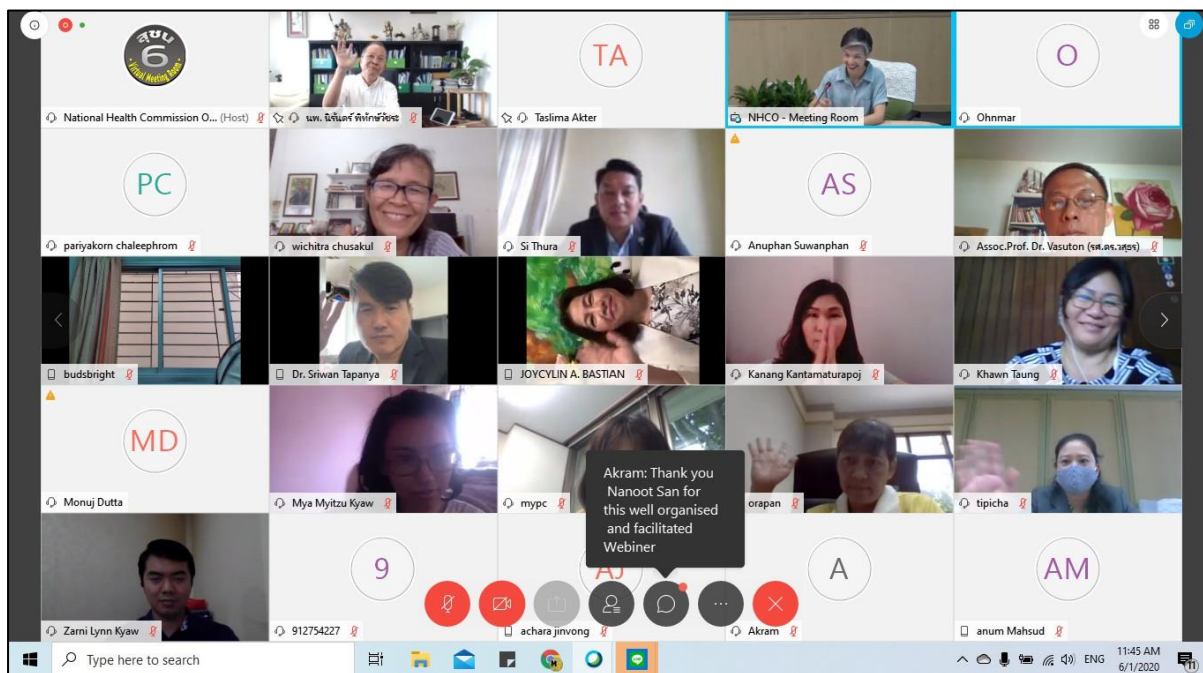 สุชน
6
Virtual Meeting Room
National Health Commission O... (Host)
นพ. นิรันดร์ พิทักษ์วัชระ
TA
Taslima Akter
NHCO - Meeting Room
O
Ohnmar
PC
pariyakorn chaleephrom
wichitra chusakul
Si Thura
AS
Anuphan Suwanphan
Assoc.Prof. Dr. Vasuton (รศ.ดร.วสุธร)
budsbright
Dr. Sriwan Tapanya
JOYCYLIN A. BASTIAN
Kanang Kantamaturapoj
Khawn Taung
MD
Monuj Dutta
Mya Myitzu Kyaw
mypc
orapan
tipicha
Akram: Thank you
Nanoot San for
this well organised
and facilitated
Webiner
Zarni Lynn Kyaw
9
912754227
AJ
achara jinvong
A
Akram
AM
anum Mahsud
Type here to search
ENG
11:45 AM
6/1/2020
11